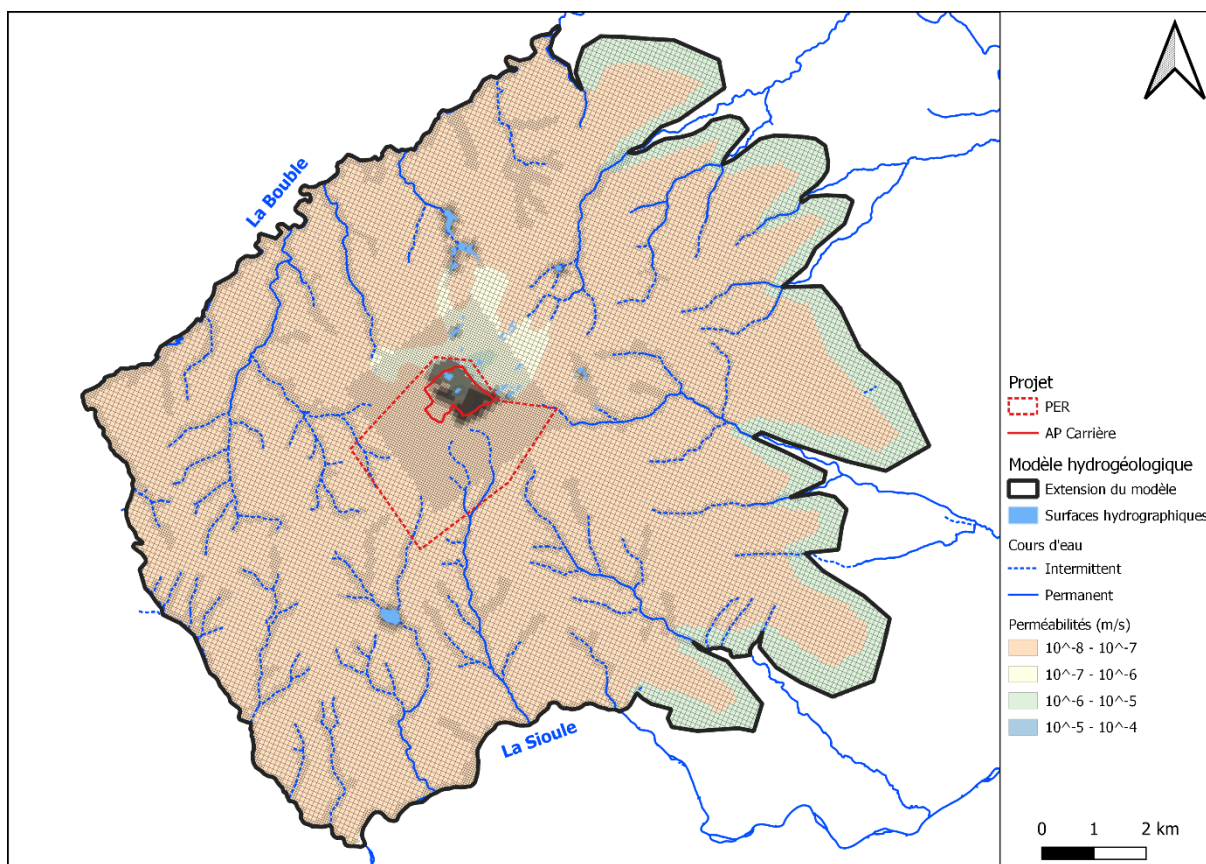 La Bouble
La Sioule
Projet
PER
AP Carrière
Modèle hydrogéologique
Extension du modèle
Surfaces hydrographiques
Cours d'eau
Intermittent
Permanent
Perméabilités (m/s)
10^-8 - 10^-7
10^-7 - 10^-6
10^-6 - 10^-5
10^-5 - 10^-4
0 1 2 km